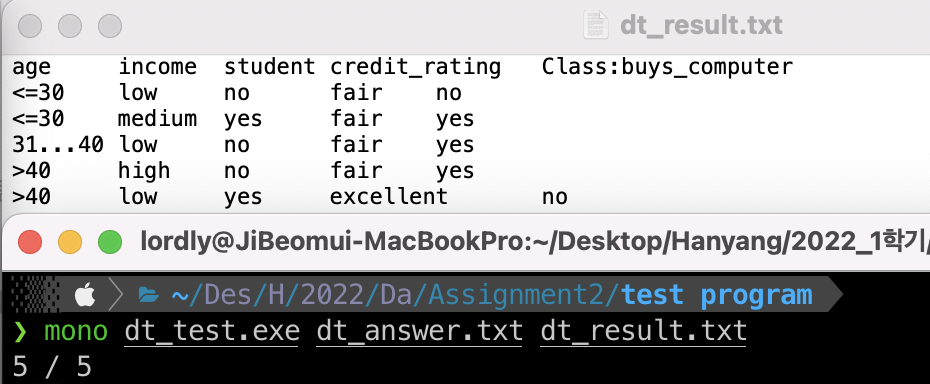 dt_result.txt
age income student credit_rating Class:buys_computer
<=30 low no fair no
<=30 medium yes fair yes
31...40 low no fair yes
>40 high no fair yes
>40 low yes excellent no
lordly@JiBeomui-MacBookPro:~/Desktop/Hanyang/2022_1학기/
~/Des/H/2022/Da/Assignment2/test program
❯ mono dt_test.exe dt_answer.txt dt_result.txt
5 / 5